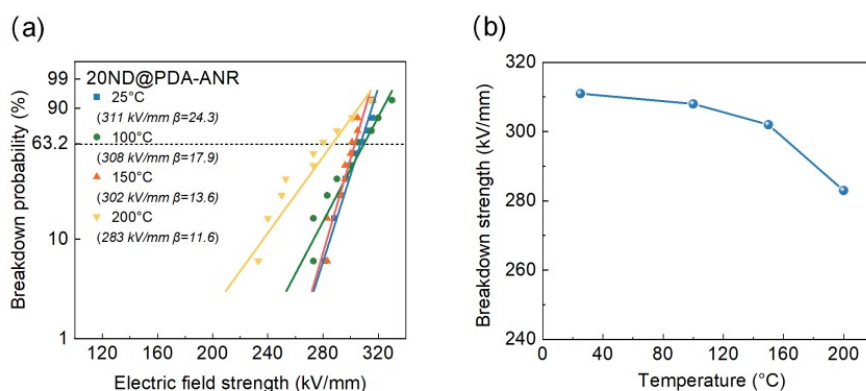 (a)
Breakdown probability (%)
99
90
63.2
10
1
20ND@PDA-ANR
25°C
(311 kV/mm β=24.3)
100°C
(308 kV/mm β=17.9)
150°C
(302 kV/mm β=13.6)
200°C
(283 kV/mm β=11.6)
120 160 200 240 280 320
Electric field strength (kV/mm)
(b)
Breakdown strength (kV/mm)
320
300
280
260
240
0 40 80 120 160 200
Temperature (°C)